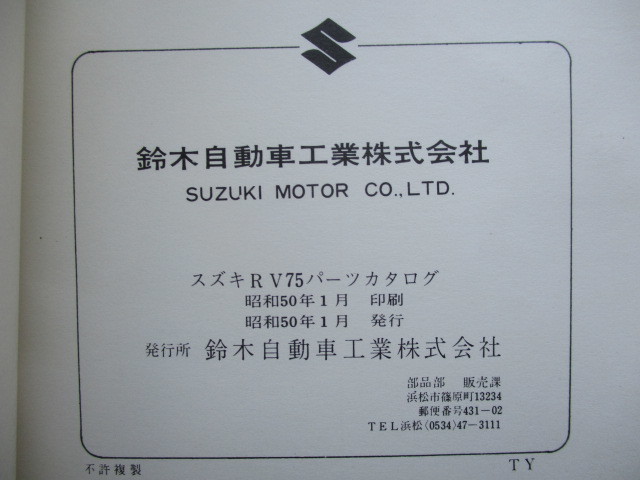 鈴木自動車工業株式会社
SUZUKI MOTOR CO.,LTD.
スズキRV75パーツカタログ
昭和50年1月 印刷
昭和50年1月 発行
発行所 鈴木自動車工業株式会社
部品部 販売課
浜松市篠原町13234
郵便番号431-02
TEL浜松〈0534〉47-3111
不許複製
TY